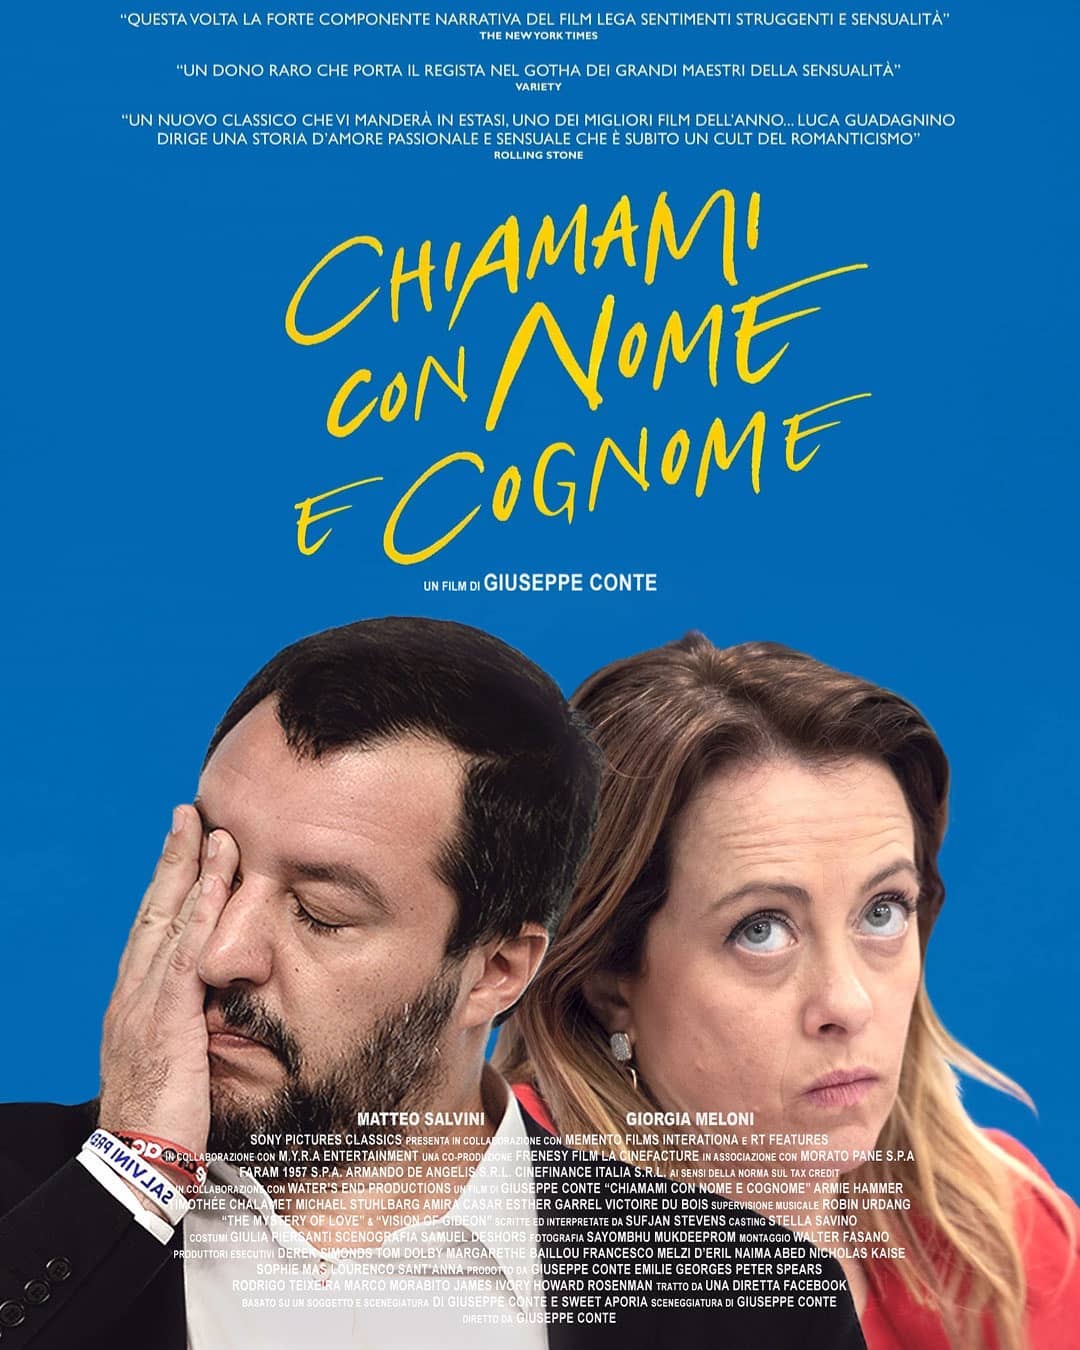 “QUESTA VOLTA LA FORTE COMPONENTE NARRATIVA DEL FILM LEGA SENTIMENTI STRUGGENTI E SENSUALITÀ”
THE NEW YORK TIMES
“UN DONO RARO CHE PORTA IL REGISTA NEL GOTHA DEI GRANDI MAESTRI DELLA SENSUALITÀ”
VARIETY
“UN NUOVO CLASSICO CHE VI MANDERÀ IN ESTASI, UNO DEI MIGLIORI FILM DELL'ANNO... LUCA GUADAGNINO
DIRIGE UNA STORIA D'AMORE PASSIONALE E SENSUALE CHE È SUBITO UN CULT DEL ROMANTICISMO”
ROLLING STONE
CHIAMAMI
CON NOME
E COGNOME
UN FILM DI GIUSEPPE CONTE
MATTEO SALVINI GIORGIA MELONI
SONY PICTURES CLASSICS PRESENTA IN COLLABORAZIONE CON MEMENTO FILMS INTERATIONA E RT FEATURES
IN COLLABORAZIONE CON M.Y.R.A ENTERTAINMENT UNA CO-PRODUZIONE FRENESY FILM LA CINEFACTURE IN ASSOCIAZIONE CON MORATO PANE S.P.A
FARAM 1957 S.P.A. ARMANDO DE ANGELIS S.R.L. CINEFINANCE ITALIA S.R.L. AI SENSI DELLA NORMA SUL TAX CREDIT
IN COLLABORAZIONE CON WATER'S END PRODUCTIONS UN FILM DI GIUSEPPE CONTE “CHIAMAMI CON NOME E COGNOME” ARMIE HAMMER
TIMOTHÉE CHALAMET MICHAEL STUHLBARG AMIRA CASAR ESTHER GARREL VICTOIRE DU BOIS SUPERVISIONE MUSICALE ROBIN URDANG
“THE MYSTERY OF LOVE” & “VISION OF GIDEON” SCRITTE ED INTERPRETATE DA SUFJAN STEVENS CASTING STELLA SAVINO
COSTUMI GIULIA PIERSANTI SCENOGRAFIA SAMUEL DESHORS FOTOGRAFIA SAYOMBHU MUKDEEPROM MONTAGGIO WALTER FASANO
PRODUTTORI ESECUTIVI DEREK SIMONDS TOM DOLBY MARGARETHE BAILLOU FRANCESCO MELZI D'ERIL NAIMA ABED NICHOLAS KAISE
SOPHIE MAS LOURENCO SANT'ANNA PRODOTTO DA GIUSEPPE CONTE EMILIE GEORGES PETER SPEARS
RODRIGO TEIXEIRA MARCO MORABITO JAMES IVORY HOWARD ROSENMAN TRATTO DA UNA DIRETTA FACEBOOK
BASATO SU UN SOGGETTO E SCENEGIATURA DI GIUSEPPE CONTE E SWEET APORIA SCENEGGIATURA DI GIUSEPPE CONTE
DIRETTO DA GIUSEPPE CONTE
SALVINI